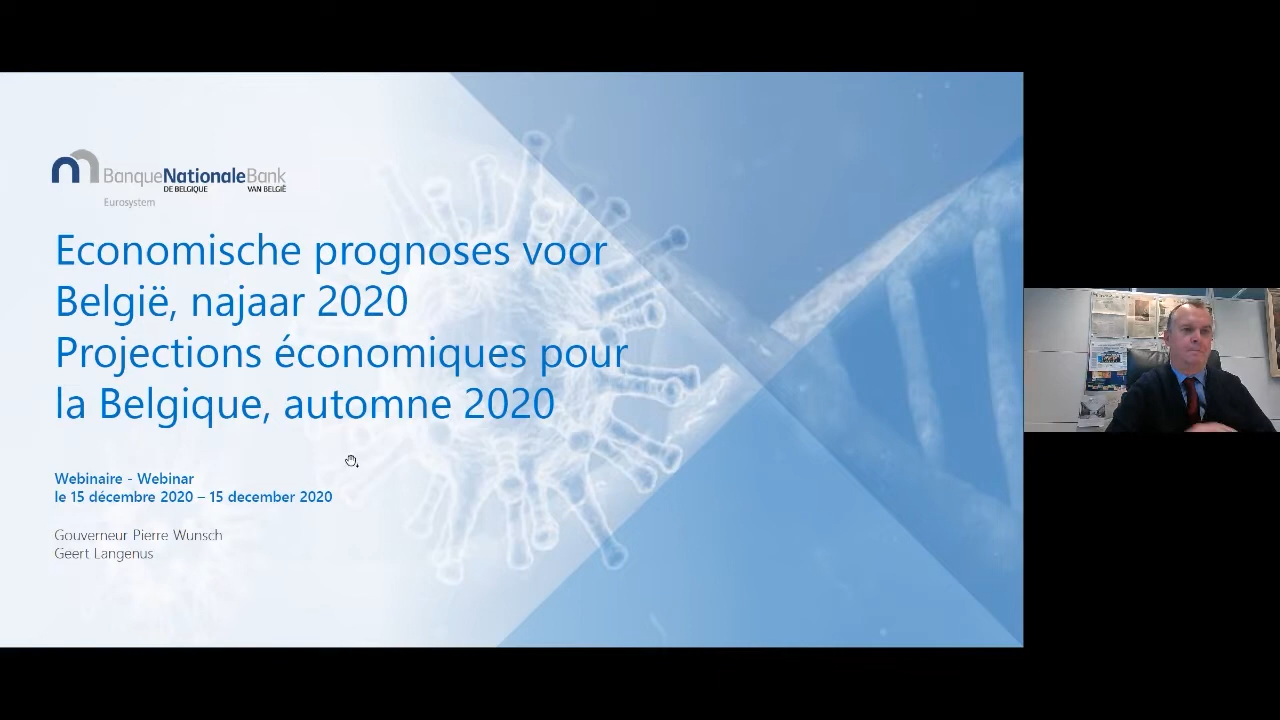 BanqueNationaleBank
DE BELGIQUE VAN BELGIË
Eurosystem
Economische prognoses voor
België, najaar 2020
Projections économiques pour
la Belgique, automne 2020
Webinaire - Webinar
le 15 décembre 2020 – 15 december 2020
Gouverneur Pierre Wunsch
Geert Langenus